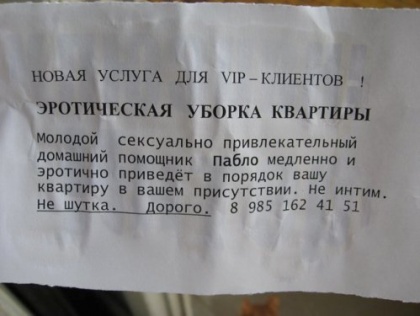 НОВАЯ УСЛУГА ДЛЯ VIP – КЛИЕНТОВ !
ЭРОТИЧЕСКАЯ УБОРКА КВАРТИРЫ
Молодой сексуально привлекательный
домашний помощник Пабло медленно и
эротично приведёт в порядок вашу
квартиру в вашем присутствии. Не интим.
Не шутка. Дорого. 8 985 162 41 51